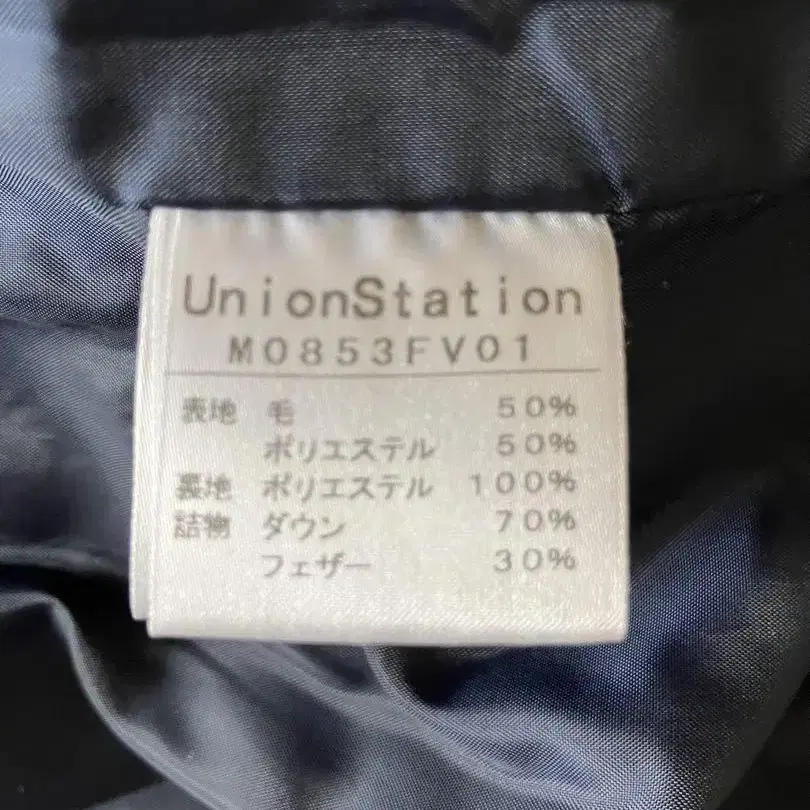 UnionStation
M0853FV01
表地 毛 50%
ポリエステル 50%
裏地 ポリエステル 100%
詰物 ダウン 70%
フェザー 30%